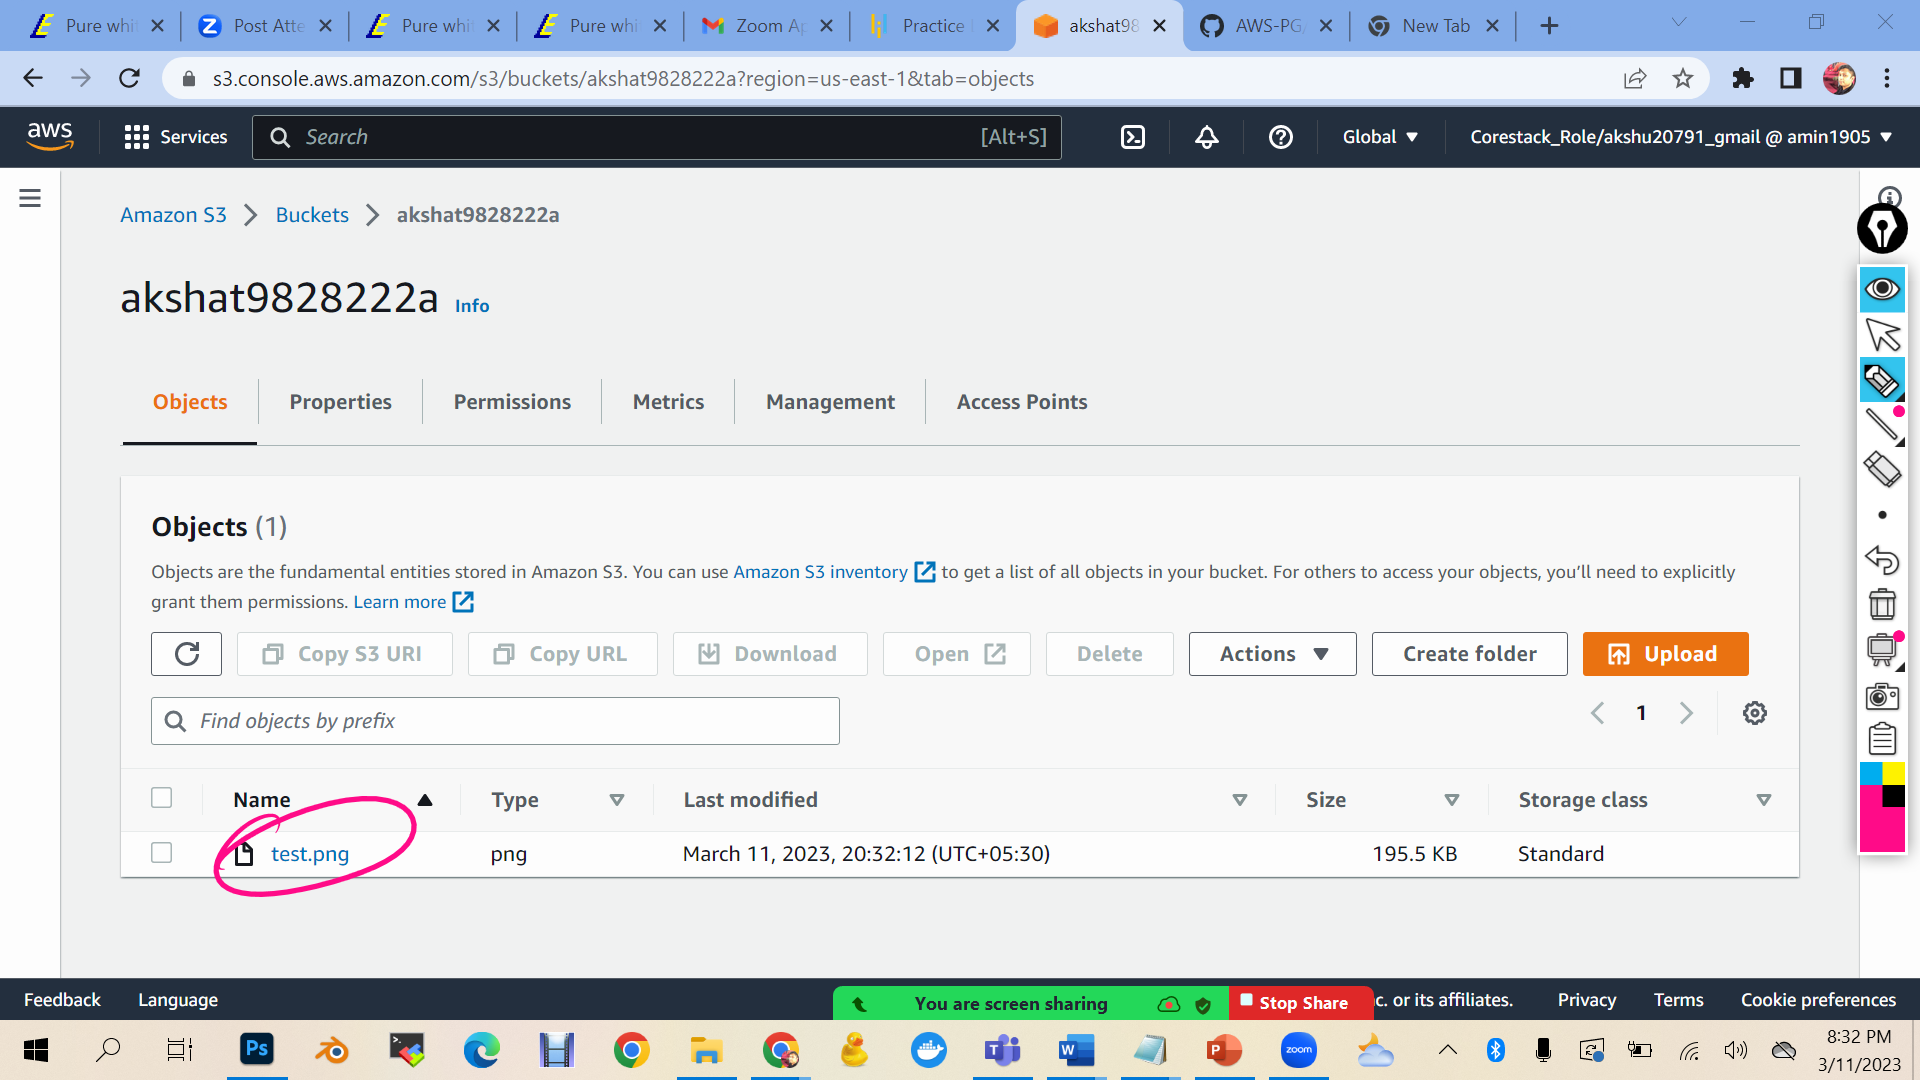 Pure whit
Post Atte
Pure whit
Pure whi
Zoom Ap
Practice
akshat98
AWS-PG
New Tab
s3.console.aws.amazon.com/s3/buckets/akshat9828222a?region=us-east-1&tab=objects
aws Services Search [Alt+S] Global Corestack_Role/akshu20791_gmail @ amin1905
Amazon S3 Buckets akshat9828222a
akshat9828222a Info
Objects Properties Permissions Metrics Management Access Points
Objects (1)
Objects are the fundamental entities stored in Amazon S3. You can use Amazon S3 inventory to get a list of all objects in your bucket. For others to access your objects, you’ll need to explicitly
grant them permissions. Learn more
Copy S3 URI Copy URL Download Open Delete Actions Create folder Upload
Find objects by prefix 1
Name Type Last modified Size Storage class
test.png png March 11, 2023, 20:32:12 (UTC+05:30) 195.5 KB Standard
Feedback Language You are screen sharing Stop Share c. or its affiliates. Privacy Terms Cookie preferences
Ps zoom
8:32 PM
3/11/2023